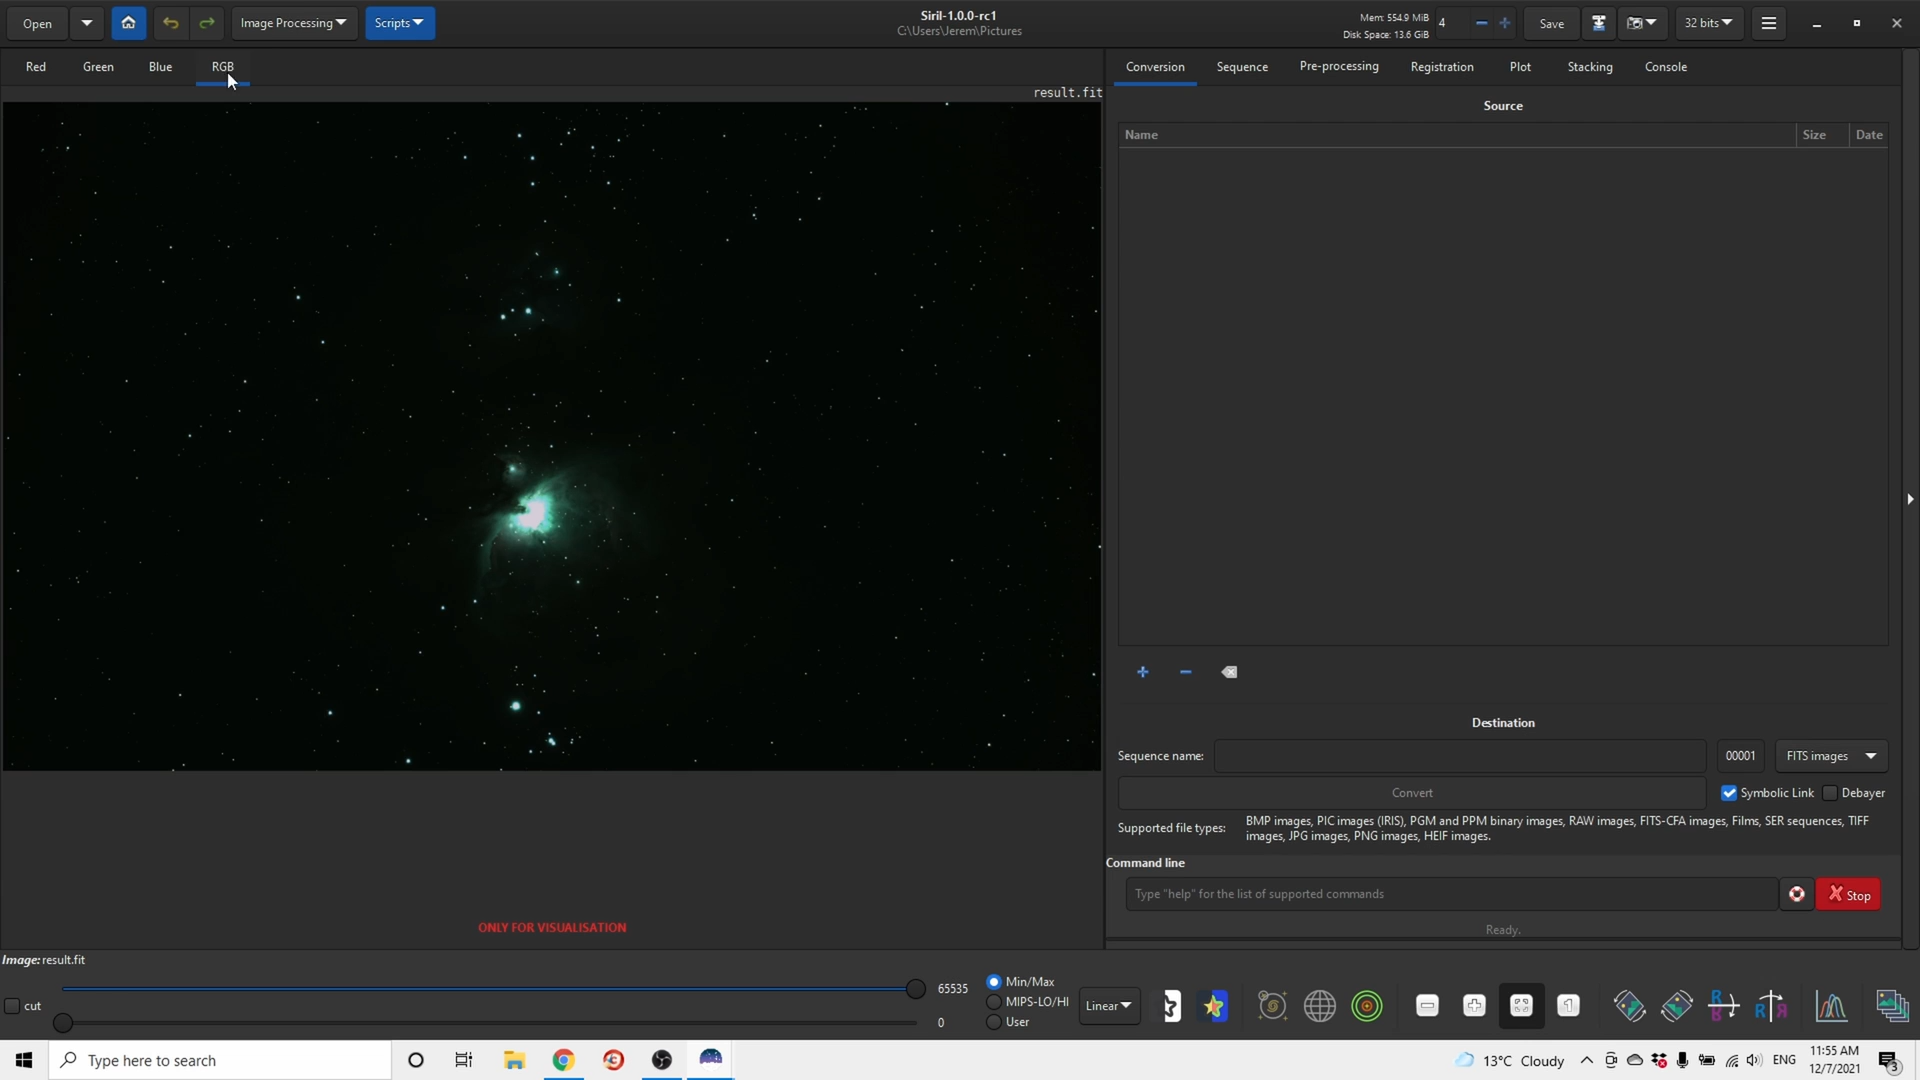 Open
Image Processing
Scripts
Siril-1.0.0-rc1
C:\Users\Jerem\Pictures
Mem: 554.9 MiB
Disk Space: 13.6 GiB
4
Save
32 bits
Red
Green
Blue
RGB
result.fit
Conversion
Sequence
Pre-processing
Registration
Plot
Stacking
Console
Source
Name
Size
Date
Destination
Sequence name:
00001
FITS images
Convert
Symbolic Link
Debayer
Supported file types:
BMP images, PIC images (IRIS), PGM and PPM binary images, RAW images, FITS-CFA images, Films, SER sequences, TIFF
images, JPG images, PNG images, HEIF images.
Command line
Type "help" for the list of supported commands
Stop
Ready.
ONLY FOR VISUALISATION
Image: result.fit
cut
65535
0
Min/Max
MIPS-LO/HI
User
Linear
1
R
R
R R
Type here to search
13°C Cloudy
ENG
11:55 AM
12/7/2021
3